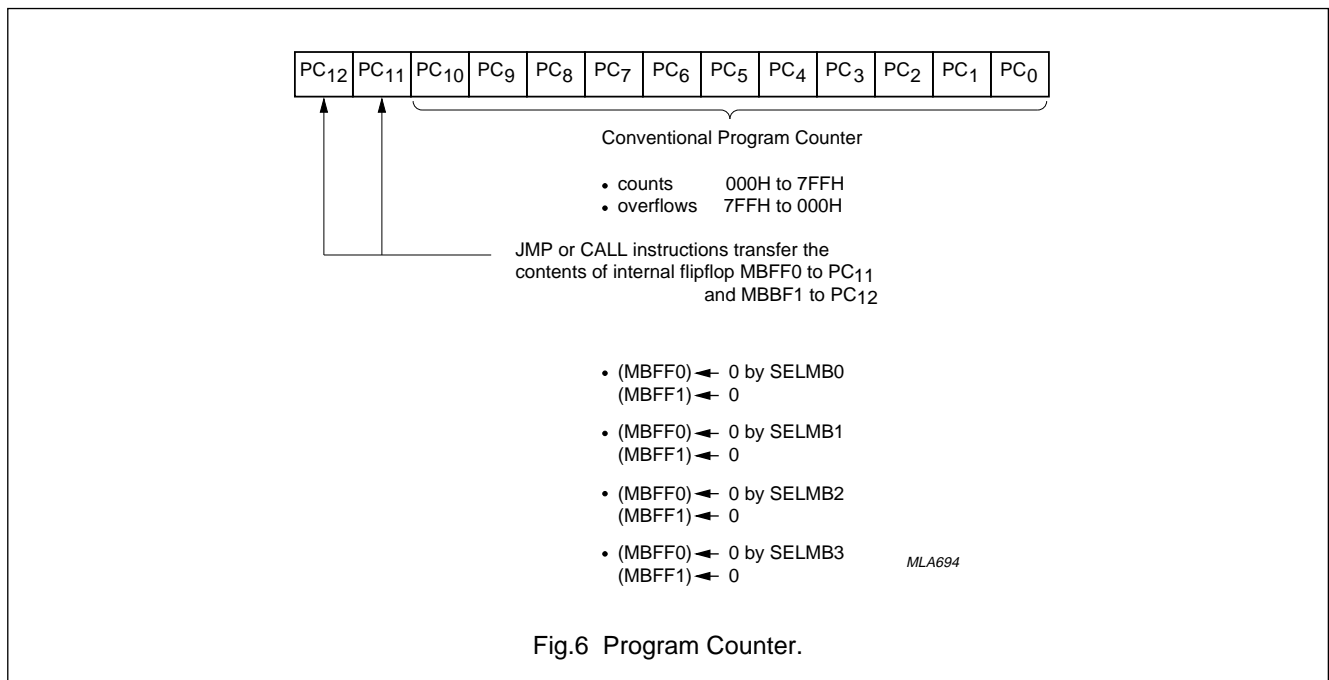 PC12 PC11 PC10 PC9 PC8 PC7 PC6 PC5 PC4 PC3 PC2 PC1 PC0
Conventional Program Counter
• counts 000H to 7FFH
• overflows 7FFH to 000H
JMP or CALL instructions transfer the
contents of internal flipflop MBFF0 to PC11
and MBBF1 to PC12
• (MBFF0) ← 0 by SELMB0
(MBFF1) ← 0
• (MBFF0) ← 0 by SELMB1
(MBFF1) ← 0
• (MBFF0) ← 0 by SELMB2
(MBFF1) ← 0
• (MBFF0) ← 0 by SELMB3
(MBFF1) ← 0
MLA694
Fig.6 Program Counter.